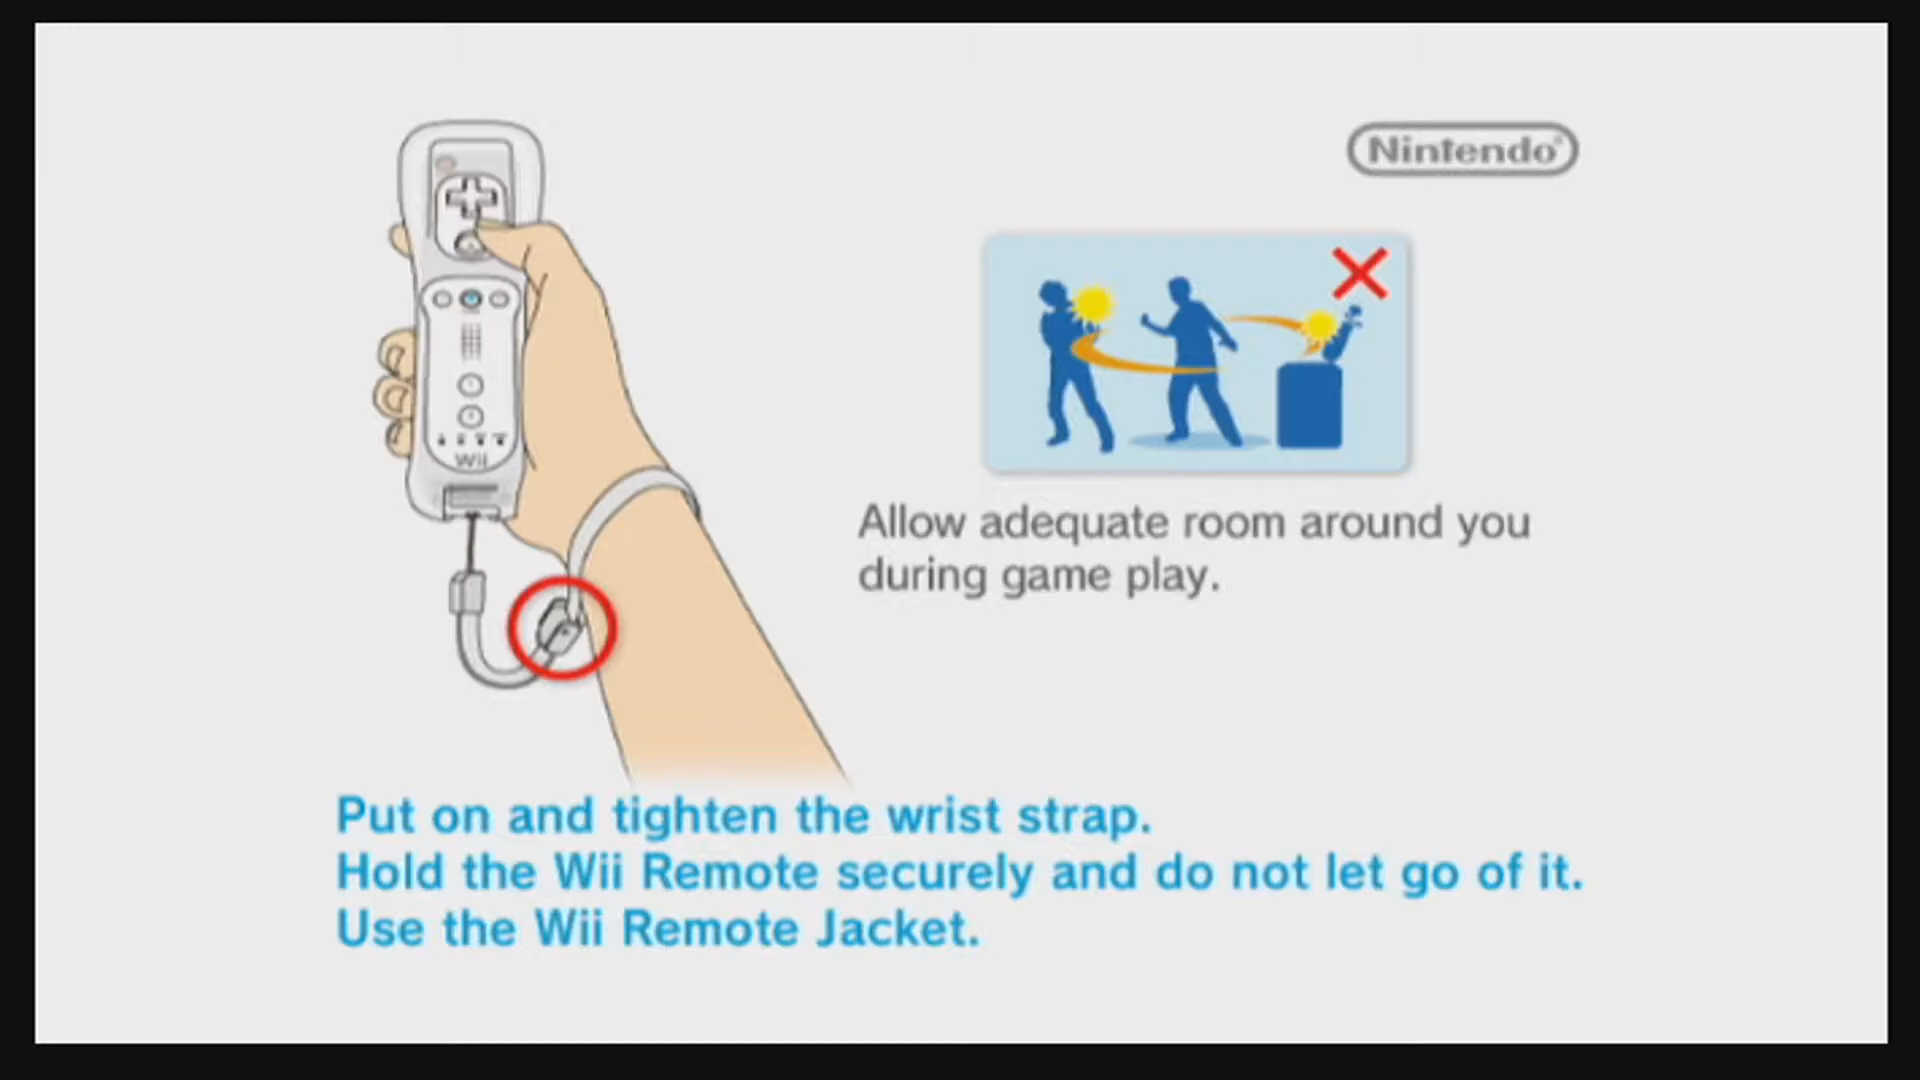 Nintendo®
Wii
Allow adequate room around you
during game play.
Put on and tighten the wrist strap.
Hold the Wii Remote securely and do not let go of it.
Use the Wii Remote Jacket.